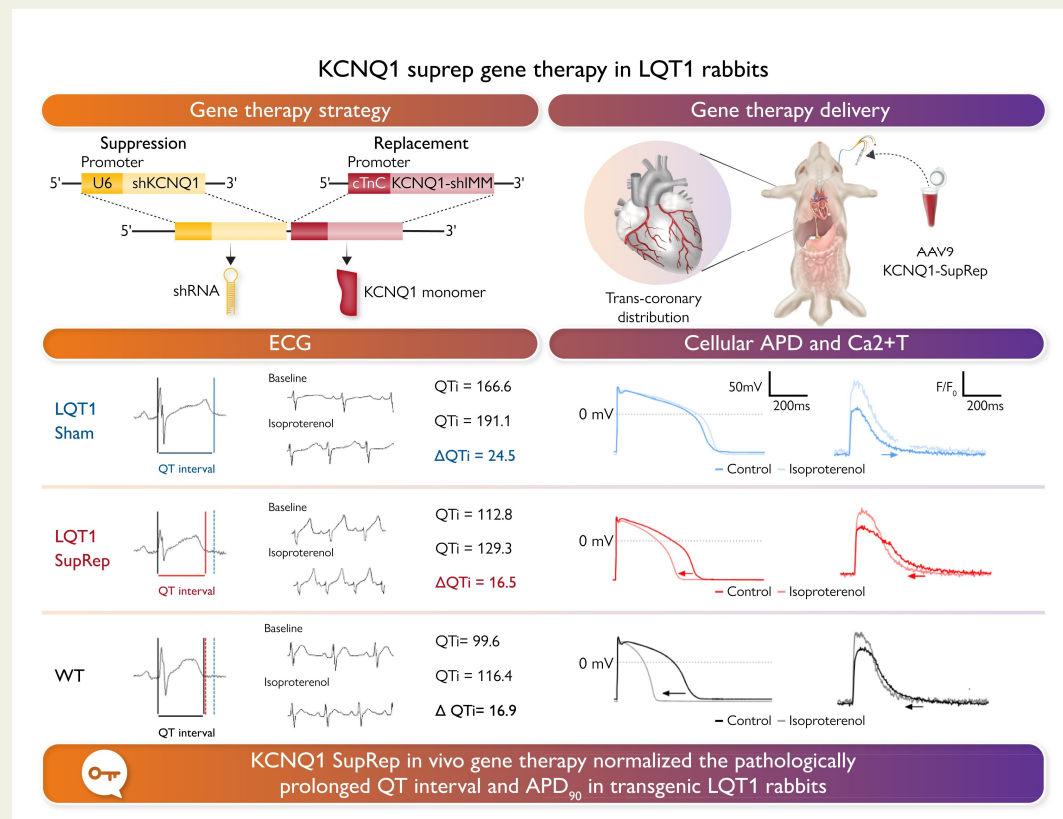 KCNQ1 suprep gene therapy in LQT1 rabbits
Gene therapy strategy
Suppression
Promoter
5' U6 shKCNQ1 3'
Replacement
Promoter
5' cTnC KCNQ1-shIMM 3'
5' 3'
shRNA
KCNQ1 monomer
Gene therapy delivery
Trans-coronary
distribution
AAV9
KCNQ1-SupRep
ECG
LQT1
Sham
QT interval
Baseline
Isoproterenol
QTi = 166.6
QTi = 191.1
ΔQTi = 24.5
LQT1
SupRep
QT interval
Baseline
Isoproterenol
QTi = 112.8
QTi = 129.3
ΔQTi = 16.5
WT
QT interval
Baseline
Isoproterenol
QTi= 99.6
QTi = 116.4
Δ QTi= 16.9
Cellular APD and Ca2+T
0 mV
50mV
200ms
F/F0
200ms
Control Isoproterenol
0 mV
Control Isoproterenol
0 mV
Control Isoproterenol
KCNQ1 SupRep in vivo gene therapy normalized the pathologically
prolonged QT interval and APD90 in transgenic LQT1 rabbits